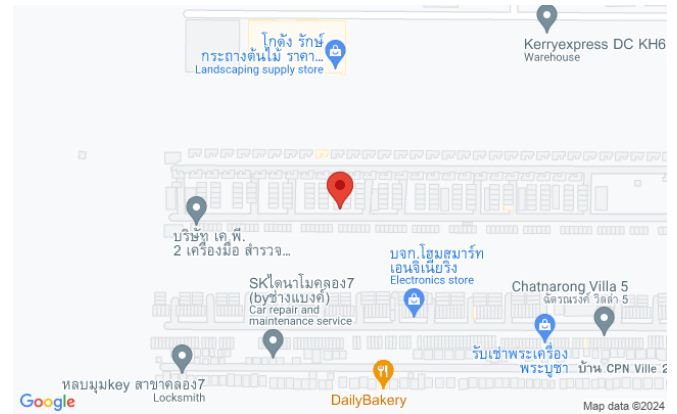 โกดัง รักษ์
กระถางต้นไม้ ราคา...
Landscaping supply store
Kerryexpress DC KH6
Warehouse
บริษัท เค.พี.
2 เครื่องมือ สำรวจ...
บจก.โฮมสมาร์ท
เอนจิเนียริง
Electronics store
SKไดนาโมคลอง7
(byช่างแบงค์)
Car repair and
maintenance service
Chatnarong Villa 5
ฉัตรณรงค์ วิลล่า 5
รับเช่าพระเครื่อง
พระบูชา
บ้าน CPN Ville 2
หลบมุมkey สาขาคลอง7
Locksmith
DailyBakery
Google
Map data ©2024